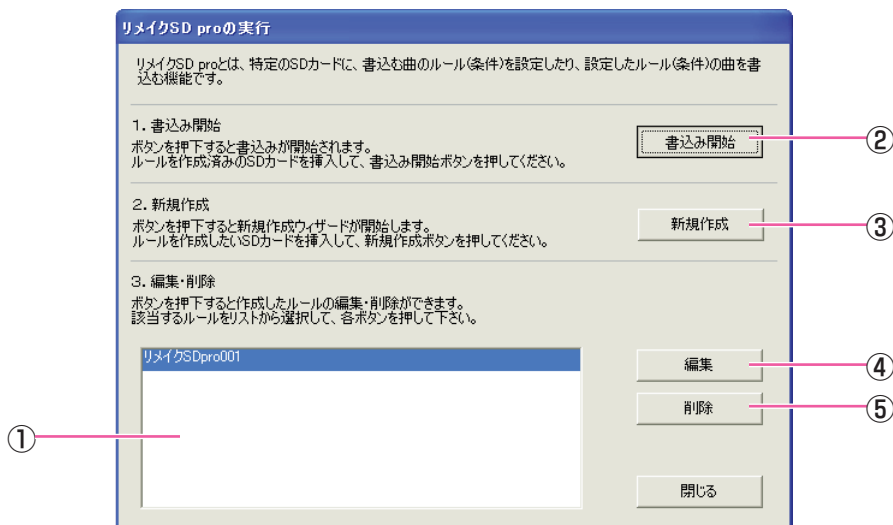 リメイクSD proの実行
リメイクSD proとは、特定のSDカードに、書込む曲のルール(条件)を設定したり、設定したルール(条件)の曲を書
込む機能です。
1. 書込み開始
ボタンを押下すると書込みが開始されます。
ルールを作成済みのSDカードを挿入して、書込み開始ボタンを押してください。
書込み開始
②
2. 新規作成
ボタンを押下すると新規作成ウィザードが開始します。
ルールを作成したいSDカードを挿入して、新規作成ボタンを押してください。
新規作成
③
3. 編集・削除
ボタンを押下すると作成したルールの編集・削除ができます。
該当するルールをリストから選択して、各ボタンを押して下さい。
リメイクSDpro001
編集
④
削除
⑤
①
閉じる